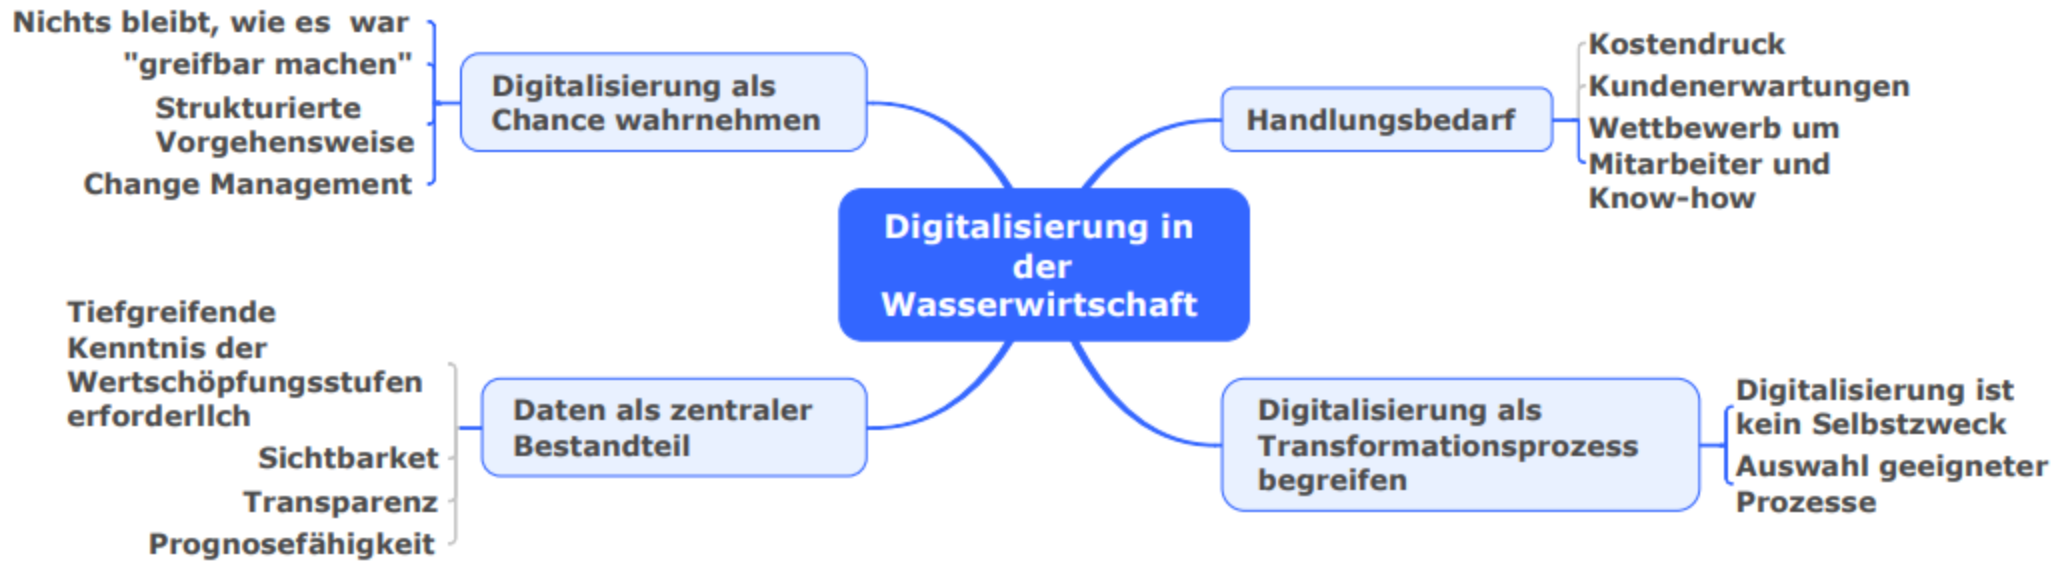 Nichts bleibt, wie es  war
"greifbar machen"
Strukturierte
Vorgehensweise
Change Management
Digitalisierung als
Chance wahrnehmen
Handlungsbedarf
Kostendruck
Kundenerwartungen
Wettbewerb um
Mitarbeiter und
Know-how
Digitalisierung in
der
Wasserwirtschaft
Tiefgreifende
Kenntnis der
Wertschöpfungsstufen
erforderlIch
Sichtbarket
Transparenz
Prognosefähigkeit
Daten als zentraler
Bestandteil
Digitalisierung als
Transformationsprozess
begreifen
Digitalisierung ist
kein Selbstzweck
Auswahl geeigneter
Prozesse